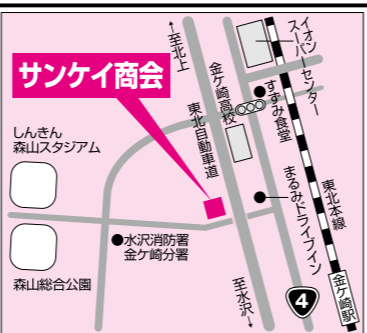 サンケイ商会
←至北上
金ケ崎高校
東北自動車道
イオン
スーパーセンター
すずみ食堂
しんきん
森山スタジアム
森山総合公園
●水沢消防署
金ケ崎分署
まるみドライブイン
東北本線
至水沢→
4
金ケ崎駅